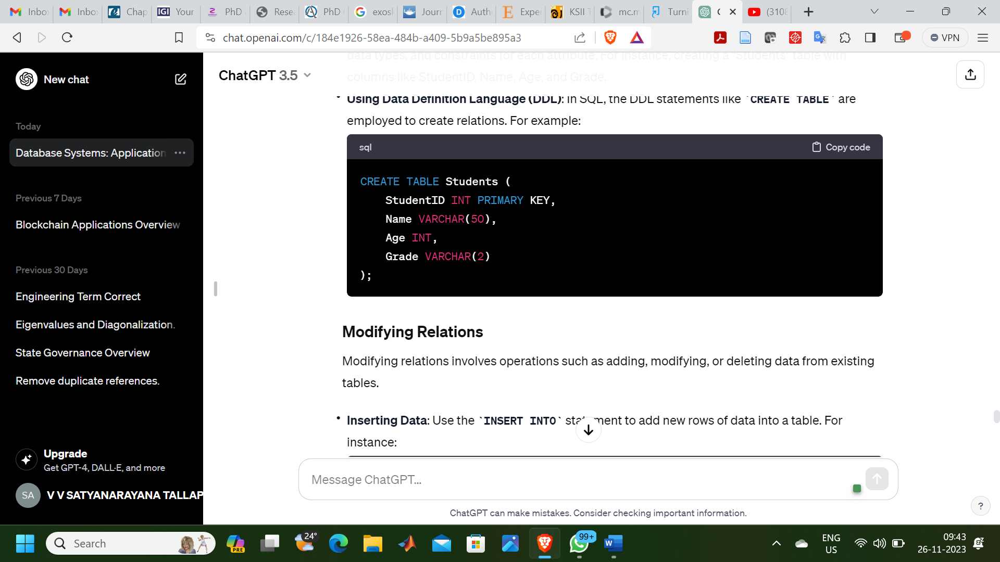 Inbo
Inbo
Chap
IGI
Your
PhD
Rese
PhD
exosk
Journ
Auth
Expe
KSII T
mc.m
Turni
(3108
chat.openai.com/c/184e1926-58ea-484b-a409-5b9a5be895a3
VPN
New chat
Today
Database Systems: Application
Previous 7 Days
Blockchain Applications Overview
Previous 30 Days
Engineering Term Correct
Eigenvalues and Diagonalization.
State Governance Overview
Remove duplicate references.
Upgrade
Get GPT-4, DALL·E, and more
SA
V V SATYANARAYANA TALLAP
ChatGPT 3.5
data types, and constraints for each attribute. For instance, creating a "Students" table with
columns like StudentID, Name, Age, and Grade.
• Using Data Definition Language (DDL): In SQL, the DDL statements like `CREATE TABLE` are
employed to create relations. For example:
sql
Copy code
CREATE TABLE Students (
StudentID INT PRIMARY KEY,
Name VARCHAR(50),
Age INT,
Grade VARCHAR(2)
);
Modifying Relations
Modifying relations involves operations such as adding, modifying, or deleting data from existing
tables.
• Inserting Data: Use the `INSERT INTO` statement to add new rows of data into a table. For
instance:
Message ChatGPT...
ChatGPT can make mistakes. Consider checking important information.
?
Search
PRE
24°
99+
W
ENG
US
09:43
26-11-2023